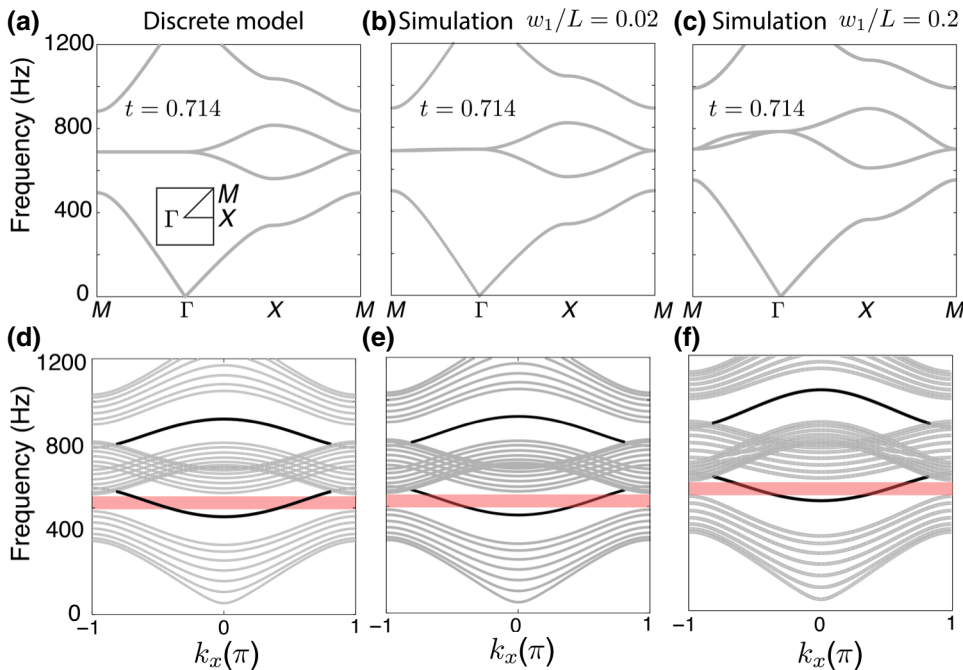 (a) Discrete model
(b) Simulation w₁/L = 0.02
(c) Simulation w₁/L = 0.2
Frequency (Hz)
1200
800
400
0
t = 0.714
t = 0.714
t = 0.714
M
Γ X
M Γ X M
M Γ X M
M Γ X M
(d)
(e)
(f)
Frequency (Hz)
1200
800
400
0
−1 0 1
−1 0 1
−1 0 1
kₓ(π)
kₓ(π)
kₓ(π)